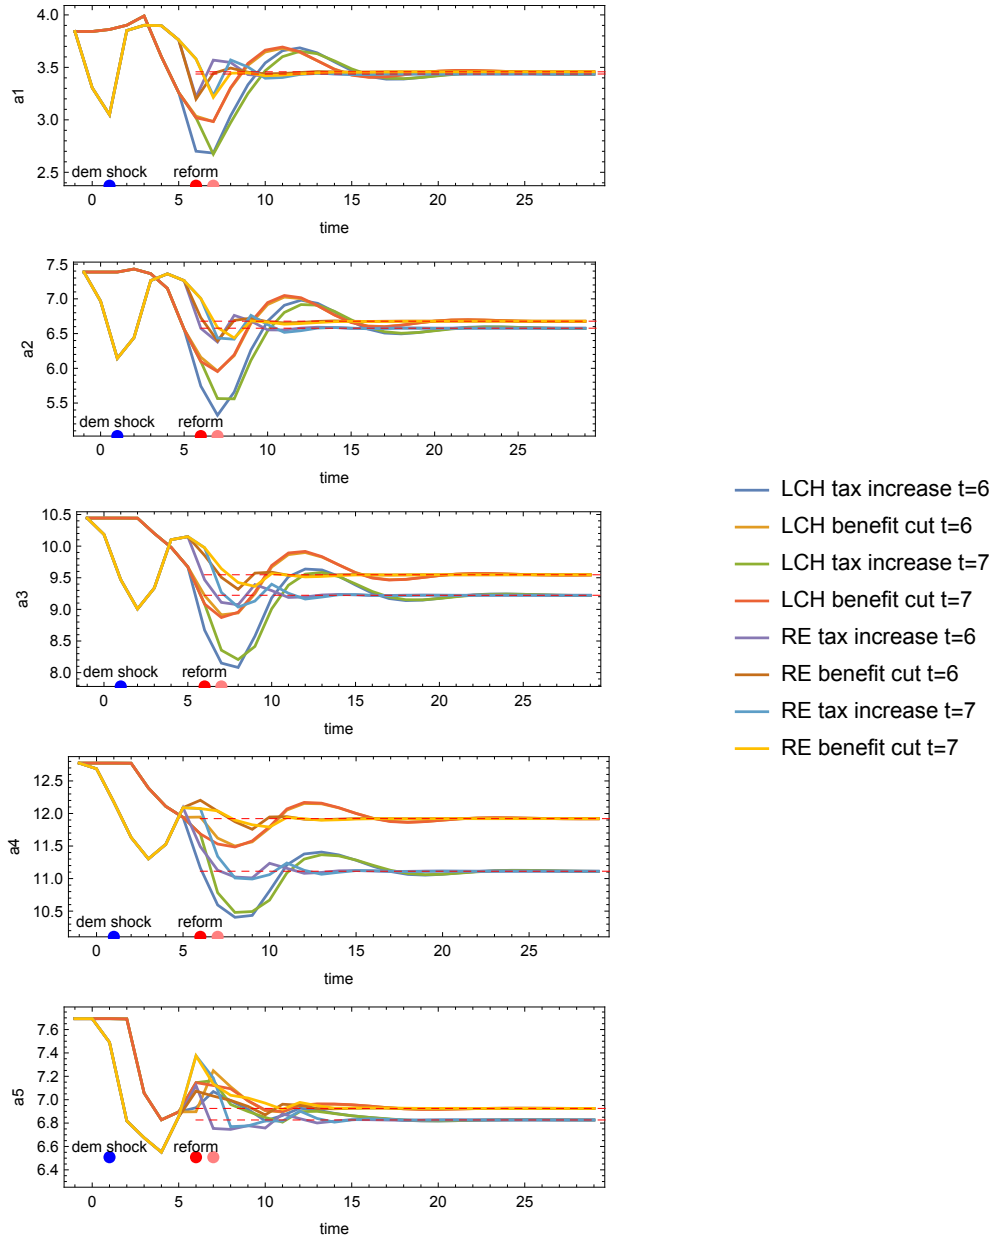 4.0
3.5
3.0
2.5
a1
dem shock
reform
0 5 10 15 20 25
time
7.5
7.0
6.5
6.0
5.5
a2
dem shock
reform
0 5 10 15 20 25
time
10.5
10.0
9.5
9.0
8.5
8.0
a3
dem shock
reform
0 5 10 15 20 25
time
12.5
12.0
11.5
11.0
10.5
a4
dem shock
reform
0 5 10 15 20 25
time
7.6
7.4
7.2
7.0
6.8
6.6
6.4
a5
dem shock
reform
0 5 10 15 20 25
time
LCH tax increase t=6
LCH benefit cut t=6
LCH tax increase t=7
LCH benefit cut t=7
RE tax increase t=6
RE benefit cut t=6
RE tax increase t=7
RE benefit cut t=7